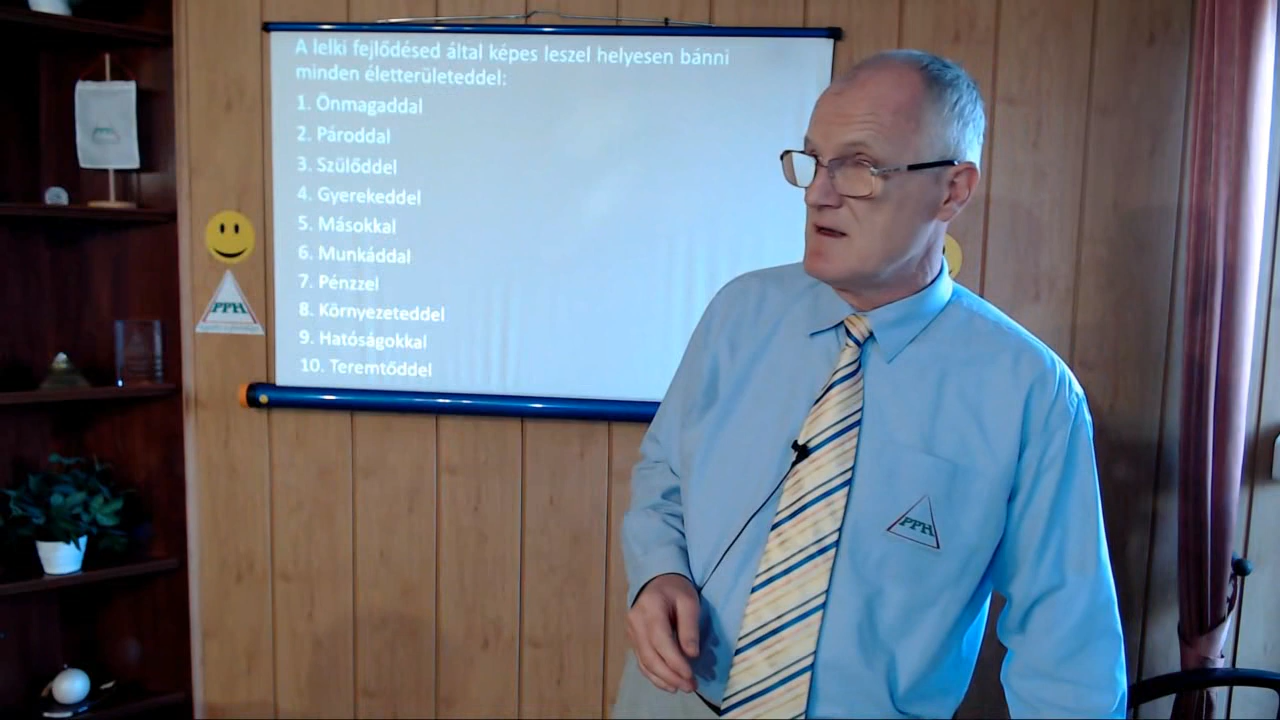 A lelki fejlődésed által képes leszel helyesen bánni
minden életterületeddel:
1. Önmagaddal
2. Pároddal
3. Szülőddel
4. Gyerekeddel
5. Másokkal
6. Munkáddal
7. Pénzzel
8. Környezeteddel
9. Hatóságokkal
10. Teremtőddel
PPH
PPH